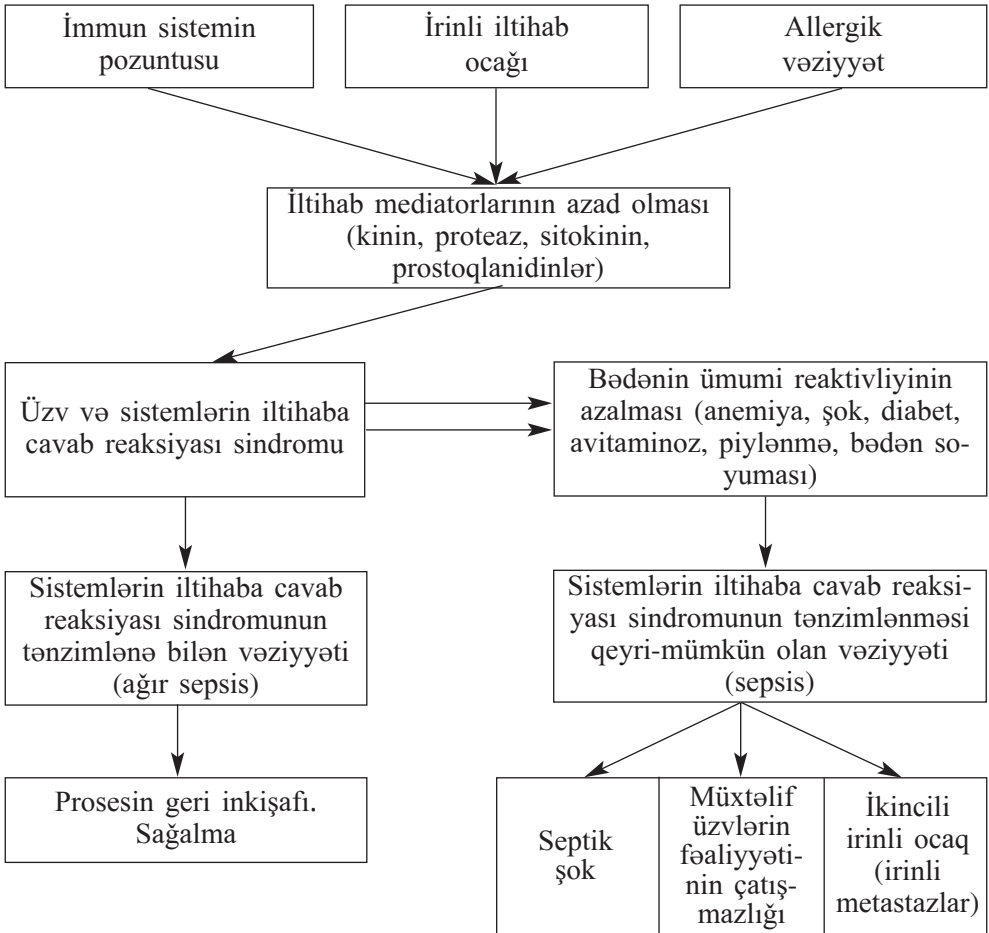 İmmun sistemin
pozuntusu
İrinli iltihab
ocağı
Allergik
vəziyyət
İltihab mediatorlarının azad olması
(kinin, proteaz, sitokinin,
prostoqlanidinlər)
Üzv və sistemlərin iltihaba
cavab reaksiyası sindromu
Bədənin ümumi reaktivliyinin
azalması (anemiya, şok, diabet,
avitaminoz, piylənmə, bədən so-
yuması)
Sistemlərin iltihaba cavab
reaksiyası sindromunun
tənzimlənə bilən vəziyyəti
(ağır sepsis)
Sistemlərin iltihaba cavab reaksi-
yası sindromunun tənzimlənməsi
qeyri-mümkün olan vəziyyəti
(sepsis)
Prosesin geri inkişafı.
Sağalma
Septik
şok
Müxtəlif
üzvlərin
fəaliyyəti-
nin çatış-
mazlığı
İkincili
irinli ocaq
(irinli
metastazlar)